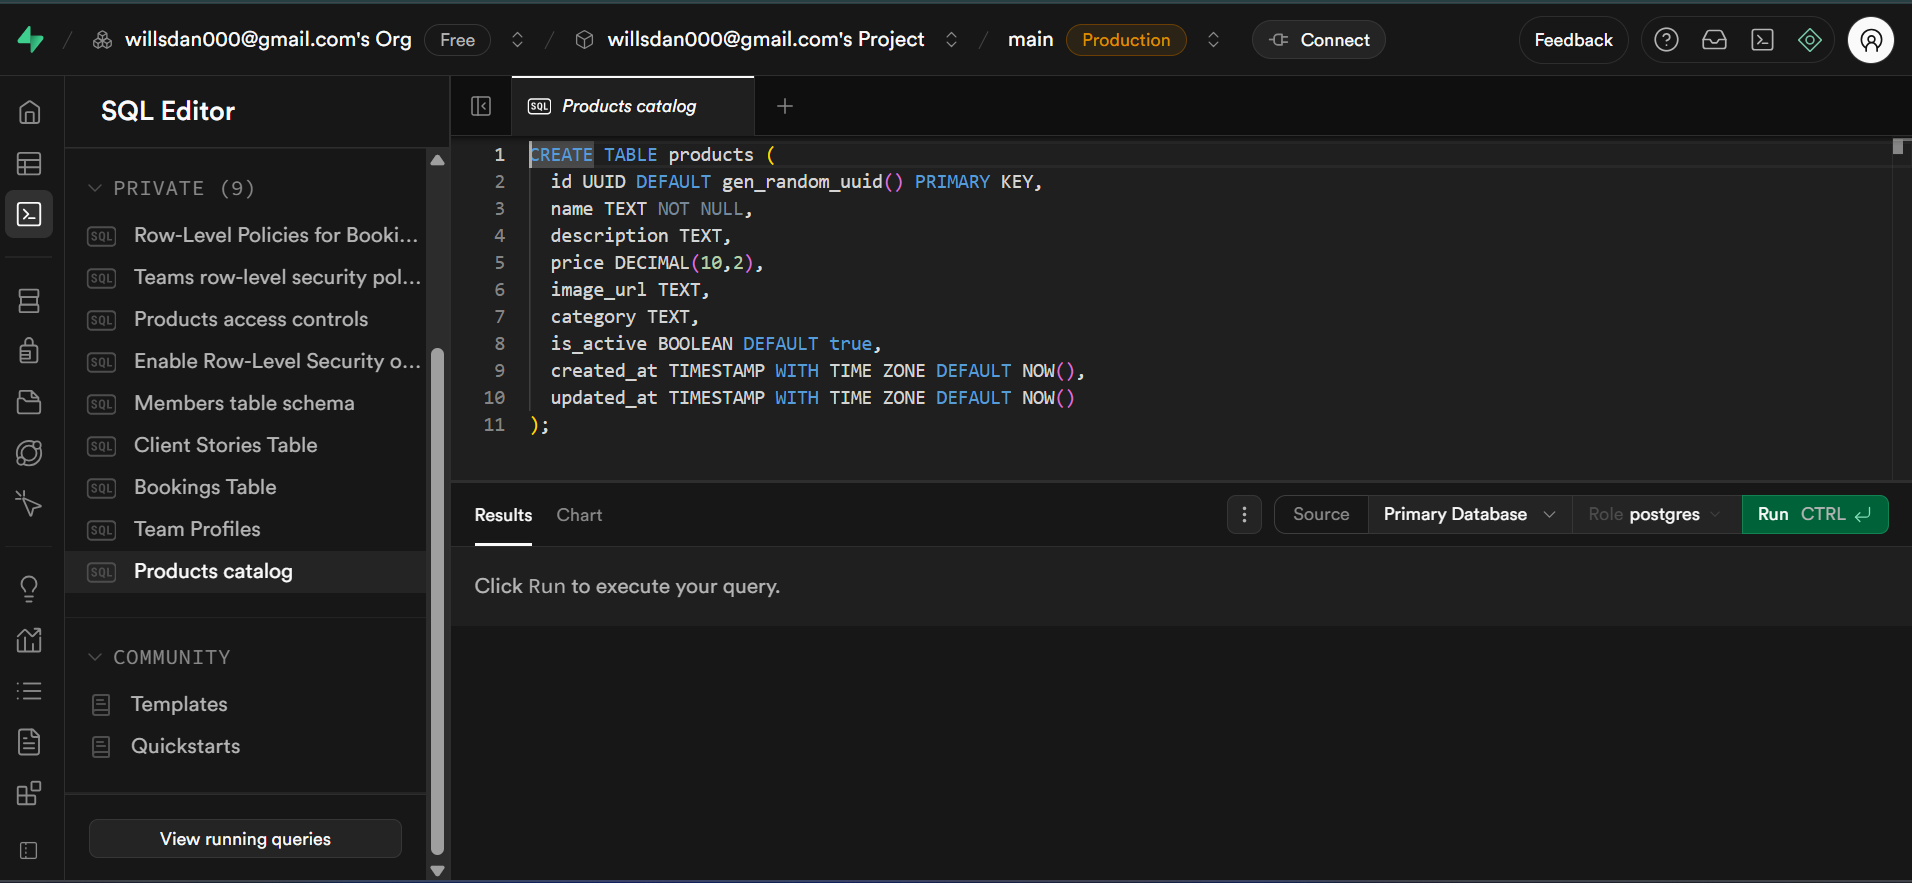 willsdan000@gmail.com's Org Free willsdan000@gmail.com's Project main Production Connect Feedback
SQL Editor
PRIVATE (9)
SQL Row-Level Policies for Booki...
SQL Teams row-level security pol...
SQL Products access controls
SQL Enable Row-Level Security o...
SQL Members table schema
SQL Client Stories Table
SQL Bookings Table
SQL Team Profiles
SQL Products catalog
COMMUNITY
Templates
Quickstarts
View running queries
SQL Products catalog
1 CREATE TABLE products (
2 id UUID DEFAULT gen_random_uuid() PRIMARY KEY,
3 name TEXT NOT NULL,
4 description TEXT,
5 price DECIMAL(10,2),
6 image_url TEXT,
7 category TEXT,
8 is_active BOOLEAN DEFAULT true,
9 created_at TIMESTAMP WITH TIME ZONE DEFAULT NOW(),
10 updated_at TIMESTAMP WITH TIME ZONE DEFAULT NOW()
11 );
Results Chart Source Primary Database Role postgres Run CTRL
Click Run to execute your query.